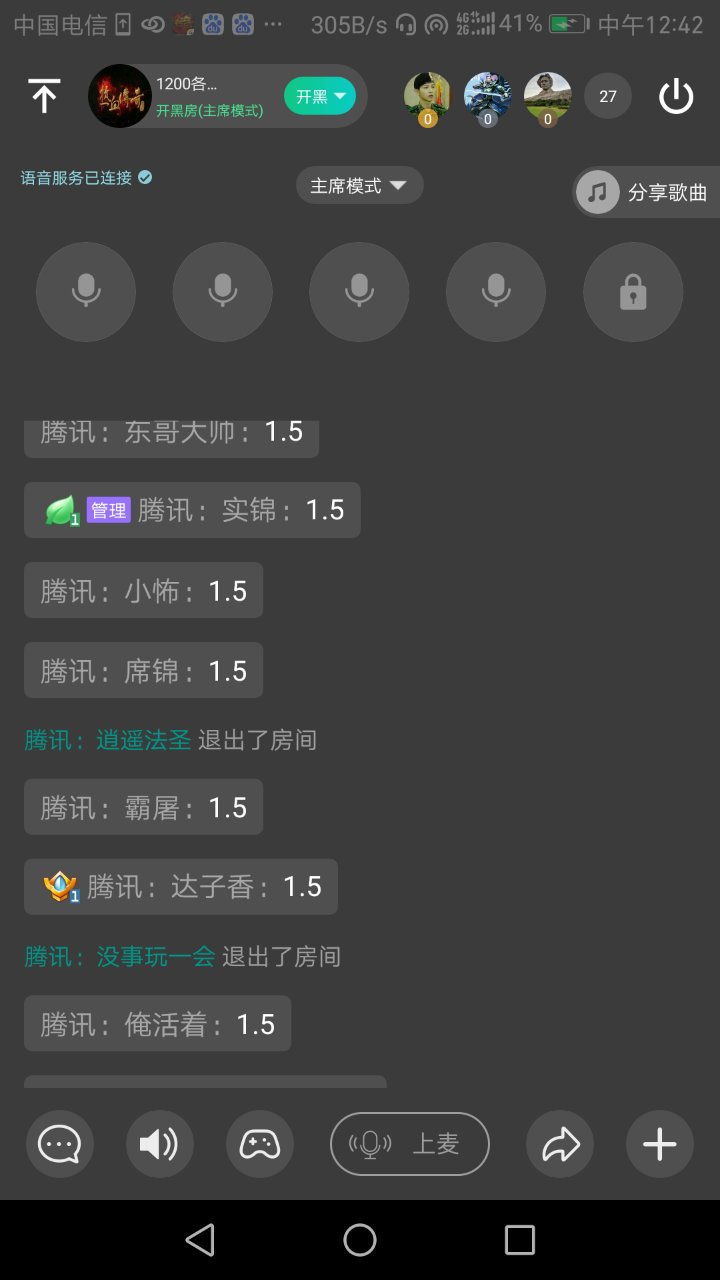 中国电信 ... 305B/s 4G 2G 41% 中午12:42
热血传奇
1200各...
开黑房(主席模式)
开黑
0 0 0 27
语音服务已连接 主席模式 分享歌曲
腾讯：东哥大帅：1.5
1 管理 腾讯：实锦：1.5
腾讯：小怖：1.5
腾讯：席锦：1.5
腾讯：逍遥法圣 退出了房间
腾讯：霸屠：1.5
1 腾讯：达子香：1.5
腾讯：没事玩一会 退出了房间
腾讯：俺活着：1.5
上麦